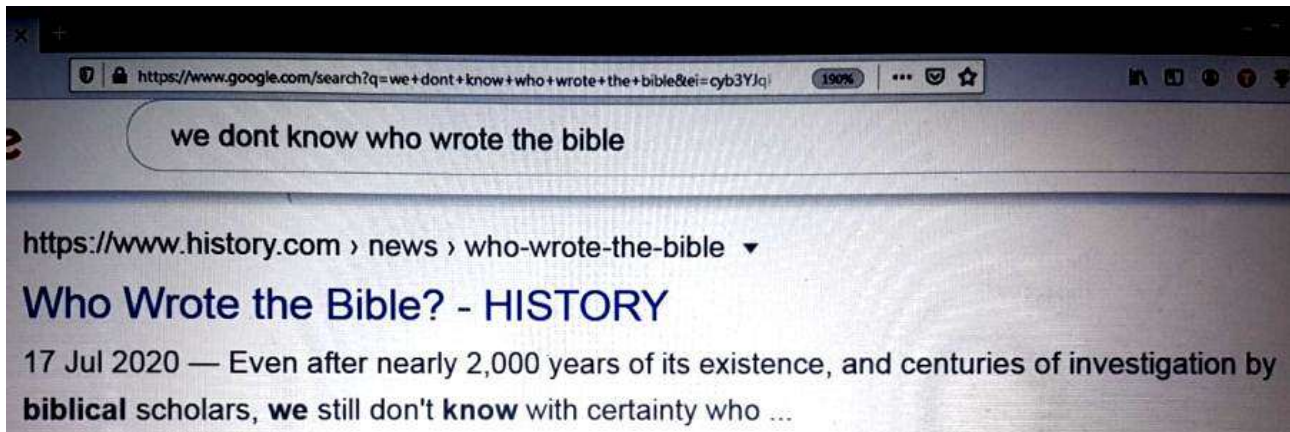 https://www.google.com/search?q=we+dont+know+who+wrote+the+bible&ei=cyb3YJq
190%
we dont know who wrote the bible
https://www.history.com › news › who-wrote-the-bible
Who Wrote the Bible? - HISTORY
17 Jul 2020 — Even after nearly 2,000 years of its existence, and centuries of investigation by
biblical scholars, we still don't know with certainty who ...